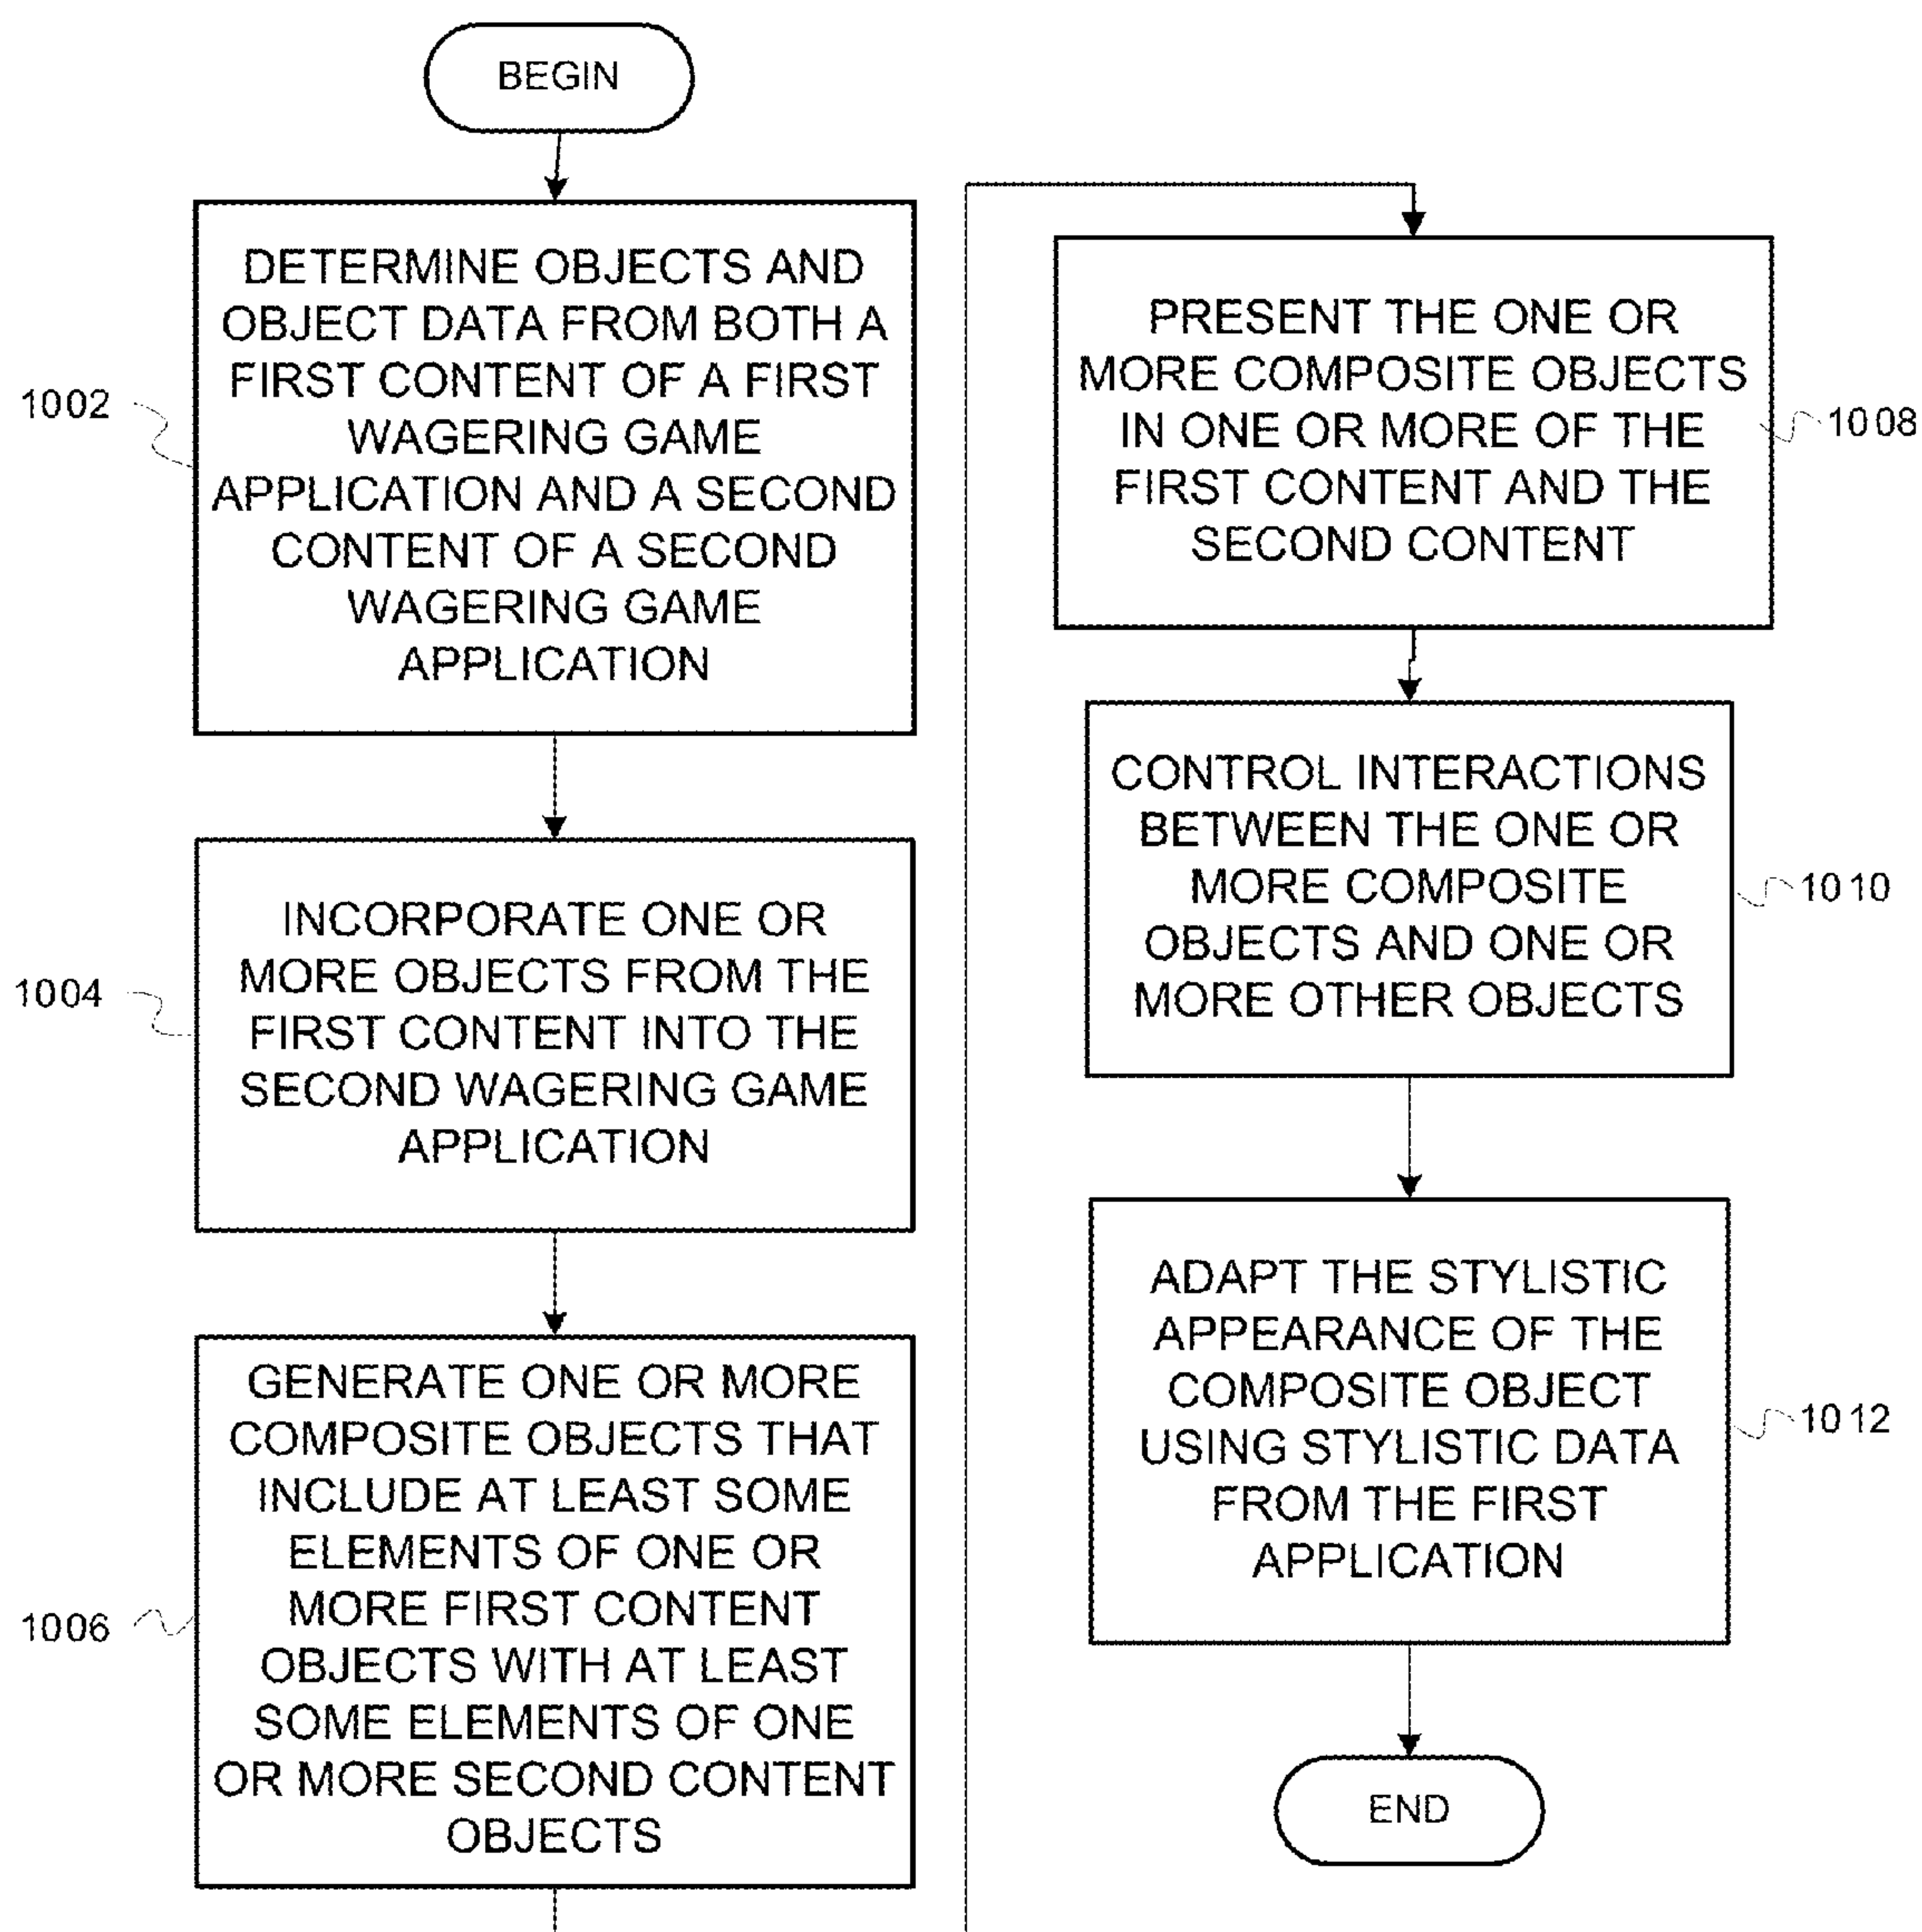 BEGIN
DETERMINE OBJECTS AND
OBJECT DATA FROM BOTH A
FIRST CONTENT OF A FIRST
WAGERING GAME
APPLICATION AND A SECOND
CONTENT OF A SECOND
WAGERING GAME
APPLICATION
1002
INCORPORATE ONE OR
MORE OBJECTS FROM THE
FIRST CONTENT INTO THE
SECOND WAGERING GAME
APPLICATION
1004
GENERATE ONE OR MORE
COMPOSITE OBJECTS THAT
INCLUDE AT LEAST SOME
ELEMENTS OF ONE OR
MORE FIRST CONTENT
OBJECTS WITH AT LEAST
SOME ELEMENTS OF ONE
OR MORE SECOND CONTENT
OBJECTS
1006
PRESENT THE ONE OR
MORE COMPOSITE OBJECTS
IN ONE OR MORE OF THE
FIRST CONTENT AND THE
SECOND CONTENT
1008
CONTROL INTERACTIONS
BETWEEN THE ONE OR
MORE COMPOSITE
OBJECTS AND ONE OR
MORE OTHER OBJECTS
1010
ADAPT THE STYLISTIC
APPEARANCE OF THE
COMPOSITE OBJECT
USING STYLISTIC DATA
FROM THE FIRST
APPLICATION
1012
END